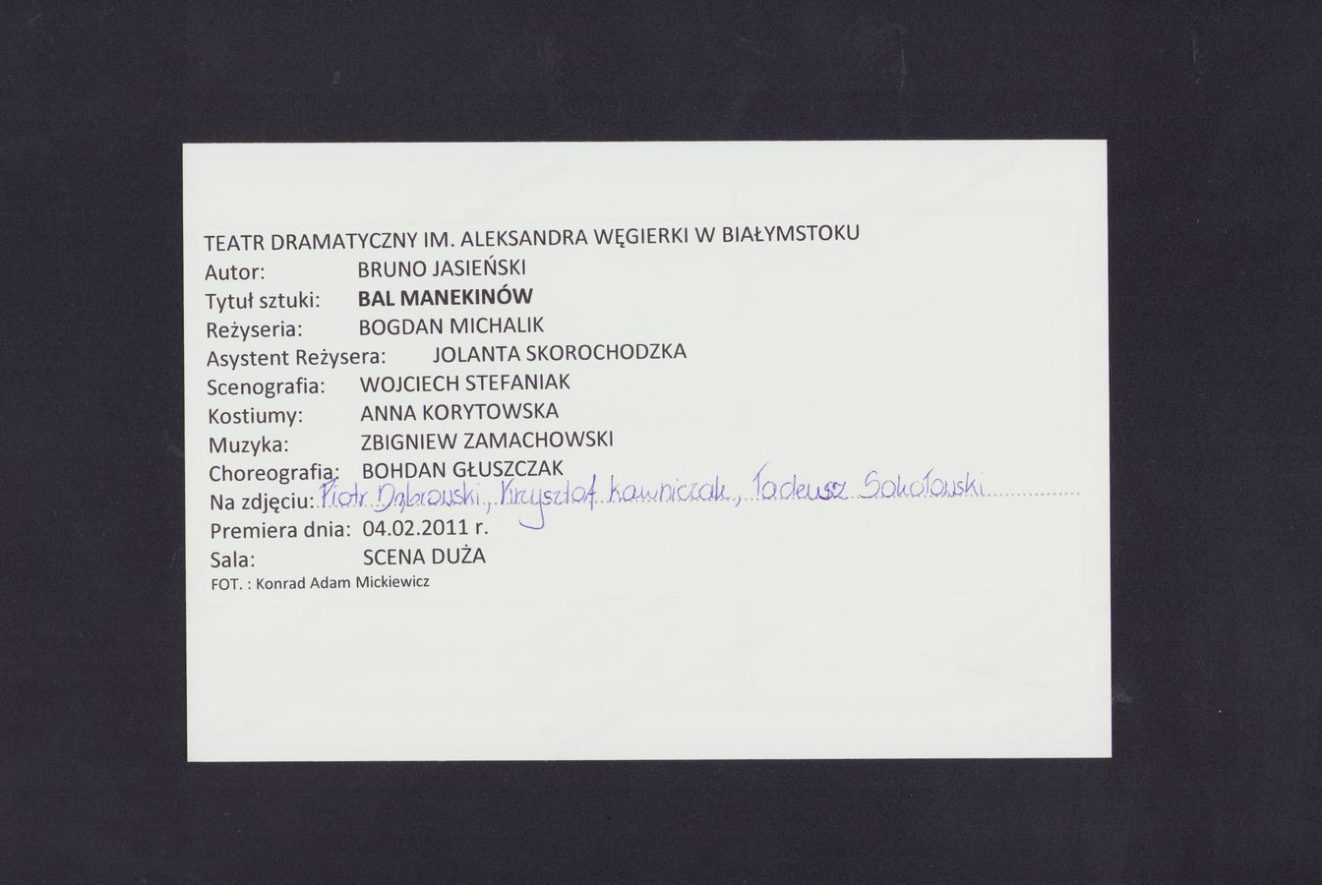 TEATR DRAMATYCZNY IM. ALEKSANDRA WĘGIERKI W BIAŁYMSTOKU
Autor: BRUNO JASIEŃSKI
Tytuł sztuki: BAL MANEKINÓW
Reżyseria: BOGDAN MICHALIK
Asystent Reżysera: JOLANTA SKOROCHODZKA
Scenografia: WOJCIECH STEFANIAK
Kostiumy: ANNA KORYTOWSKA
Muzyka: ZBIGNIEW ZAMACHOWSKI
Choreografia: BOHDAN GŁUSZCZAK
Na zdjęciu: Piotr Dąbrowski, Krzysztof Ławniczak, Tadeusz Sokołowski
Premiera dnia: 04.02.2011 r.
Sala: SCENA DUŻA
FOT. : Konrad Adam Mickiewicz